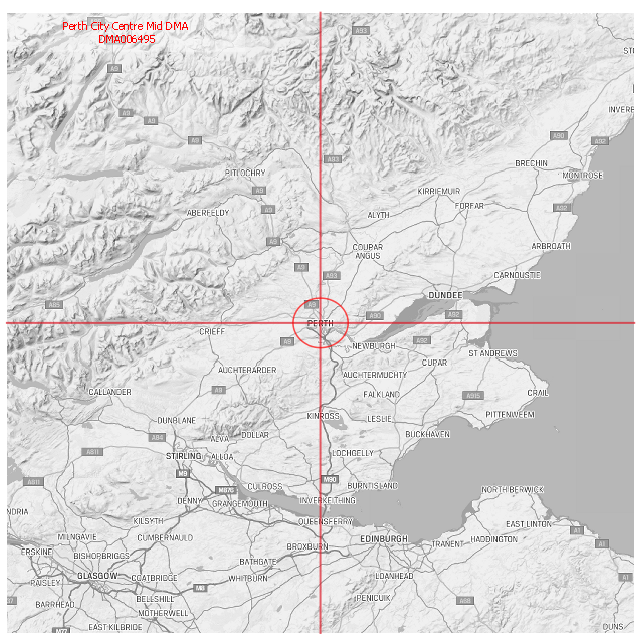 Perth City Centre Mid DMA
DMA006495
A9
A93
A9
A9
A9
A90
A92
BRECHIN
MONTROSE
A93
PITLOCHRY
A9
KIRRIEMUIR
FORFAR
ABERFELDY
A9
ALYTH
A92
A9
COUPAR
ANGUS
ARBROATH
A9
A93
CARNOUSTIE
DUNDEE
A85
A9
A90
A92
PERTH
CRIEFF
A9
NEWBURGH
A92
ST ANDREWS
CUPAR
AUCHTERARDER
AUCHTERMUCHTY
CALLANDER
A9
FALKLAND
A915
CRAIL
KINROSS
LESLIE
PITTENWEEM
DUNBLANE
A84
ALVA
DOLLAR
BUCKHAVEN
A811
STIRLING
ALLOA
LOCHGELLY
M9
M90
A811
CULROSS
BURNTISLAND
M876
NORTH BERWICK
DENNY
GRANGEMOUTH
INVERKEITHING
NDRIA
KILSYTH
QUEENSFERRY
EAST LINTON
A1
MILNGAVIE
CUMBERNAULD
EDINBURGH
HADDINGTON
TRANENT
A1
ERSKINE
BISHOPBRIGGS
BROXBURN
BATHGATE
PAISLEY
GLASGOW
COATBRIDGE
WHITBURN
LOANHEAD
A1
M8
BARRHEAD
BELLSHILL
PENICUIK
A68
MOTHERWELL
M77
EAST KILBRIDE
DUNS